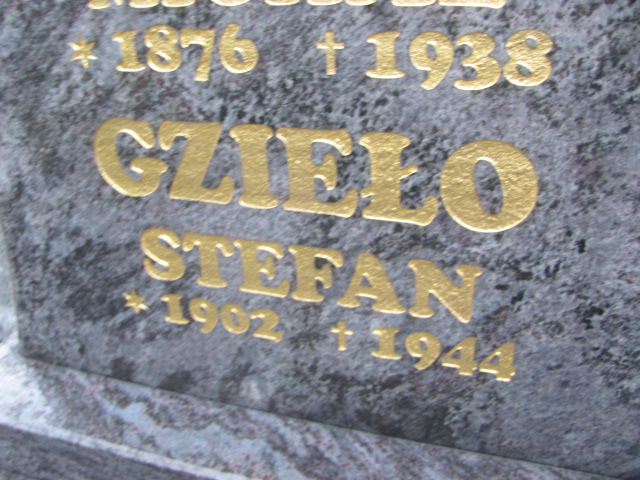 * 1876 † 1938
GZIEŁO
STEFAN
* 1902 † 1944